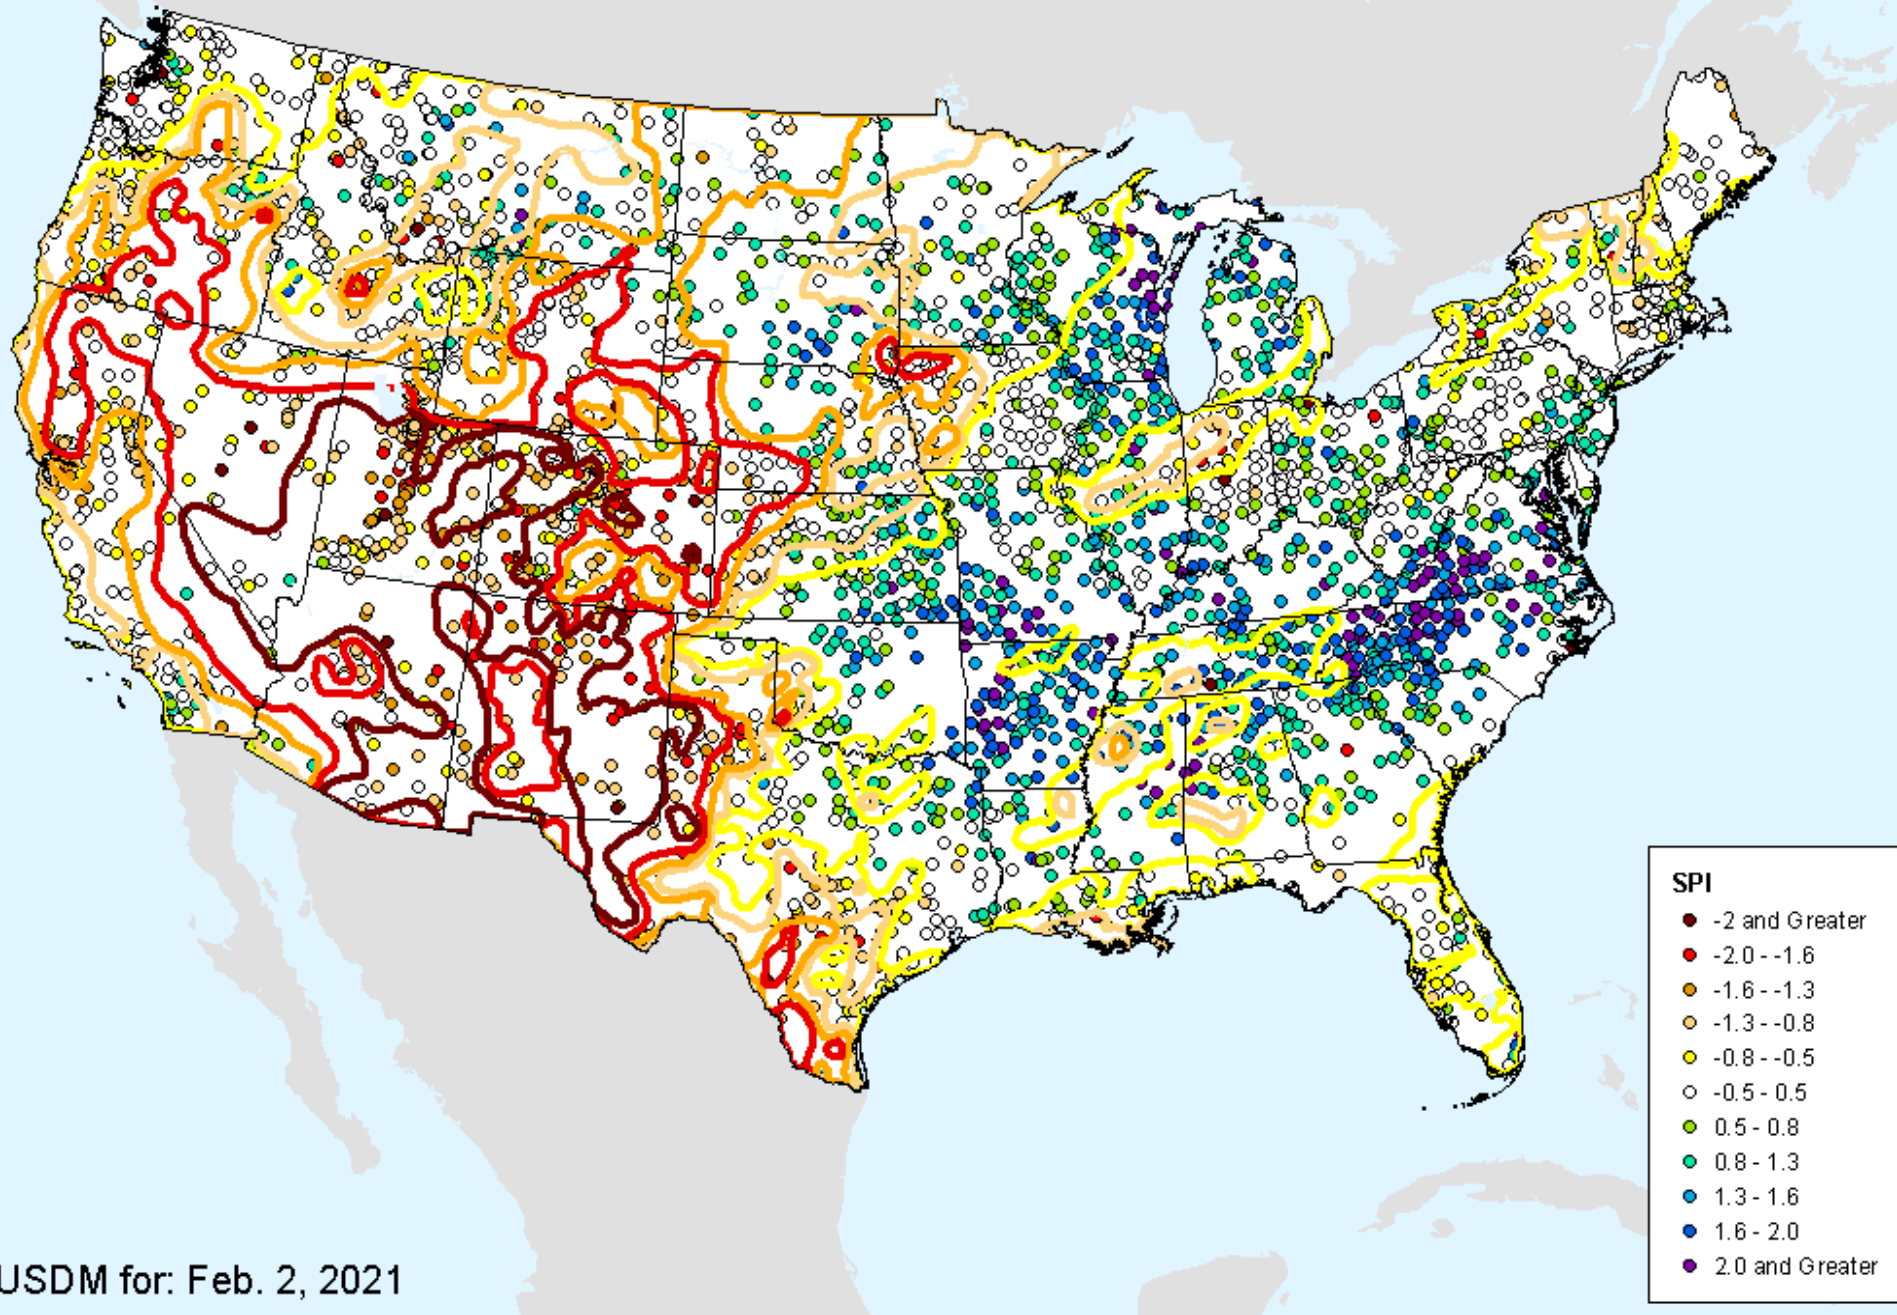 SPI
-2 and Greater
-2.0 - -1.6
-1.6 - -1.3
-1.3 - -0.8
-0.8 - -0.5
-0.5 - 0.5
0.5 - 0.8
0.8 - 1.3
1.3 - 1.6
1.6 - 2.0
2.0 and Greater
USDM for: Feb. 2, 2021